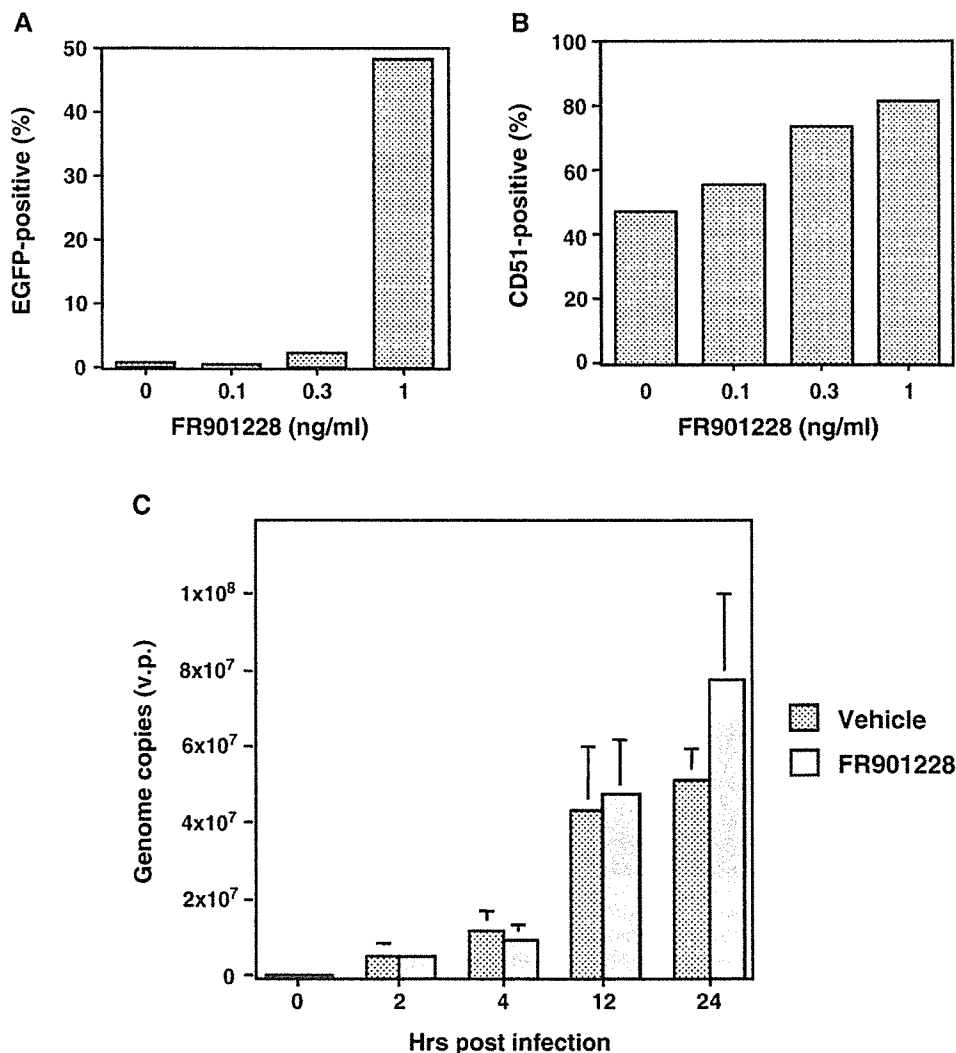 A
EGFP-positive (%)
50
40
30
20
10
0
0 0.1 0.3 1
FR901228 (ng/ml)
B
CD51-positive (%)
100
80
60
40
20
0
0 0.1 0.3 1
FR901228 (ng/ml)
C
Genome copies (v.p.)
1x10⁸
8x10⁷
6x10⁷
4x10⁷
2x10⁷
0
0 2 4 12 24
Hrs post infection
Vehicle
FR901228